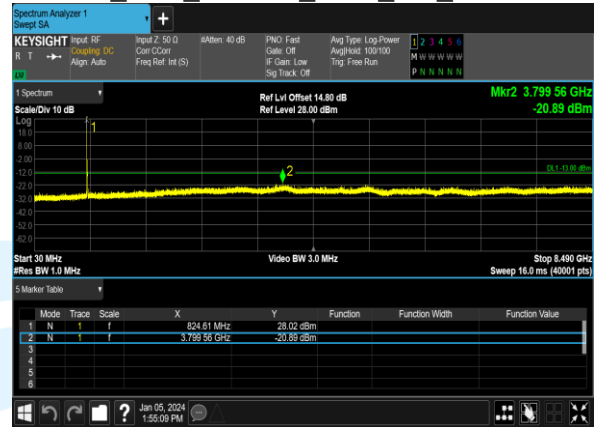 Spectrum Analyzer 1
Swept SA
KEYSIGHT
R T
LV
Input: RF
Coupling: DC
Align: Auto
Input Z: 50 Ω
Corr CCorr
Freq Ref: Int (S)
#Atten: 40 dB
PNO: Fast
Gate: Off
IF Gain: Low
Sig Track: Off
Avg Type: Log-Power
Avg|Hold: 100/100
Trig: Free Run
1 2 3 4 5 6
M W W W W W
P N N N N N
1 Spectrum
Scale/Div 10 dB
Ref Lvl Offset 14.80 dB
Ref Level 28.00 dBm
Mkr2 3.799 56 GHz
-20.89 dBm
Log
18.0
8.00
-2.00
-12.0
-22.0
-32.0
-42.0
-52.0
-62.0
1
2
DL1 -13.00 dBm
Start 30 MHz
#Res BW 1.0 MHz
Video BW 3.0 MHz
Stop 8.490 GHz
Sweep 16.0 ms (40001 pts)
5 Marker Table
Mode Trace Scale X Y Function Function Width Function Value
1 N 1 f 824.61 MHz 28.02 dBm
2 N 1 f 3.799 56 GHz -20.89 dBm
3
4
5
6
?
Jan 05, 2024
1:55:09 PM